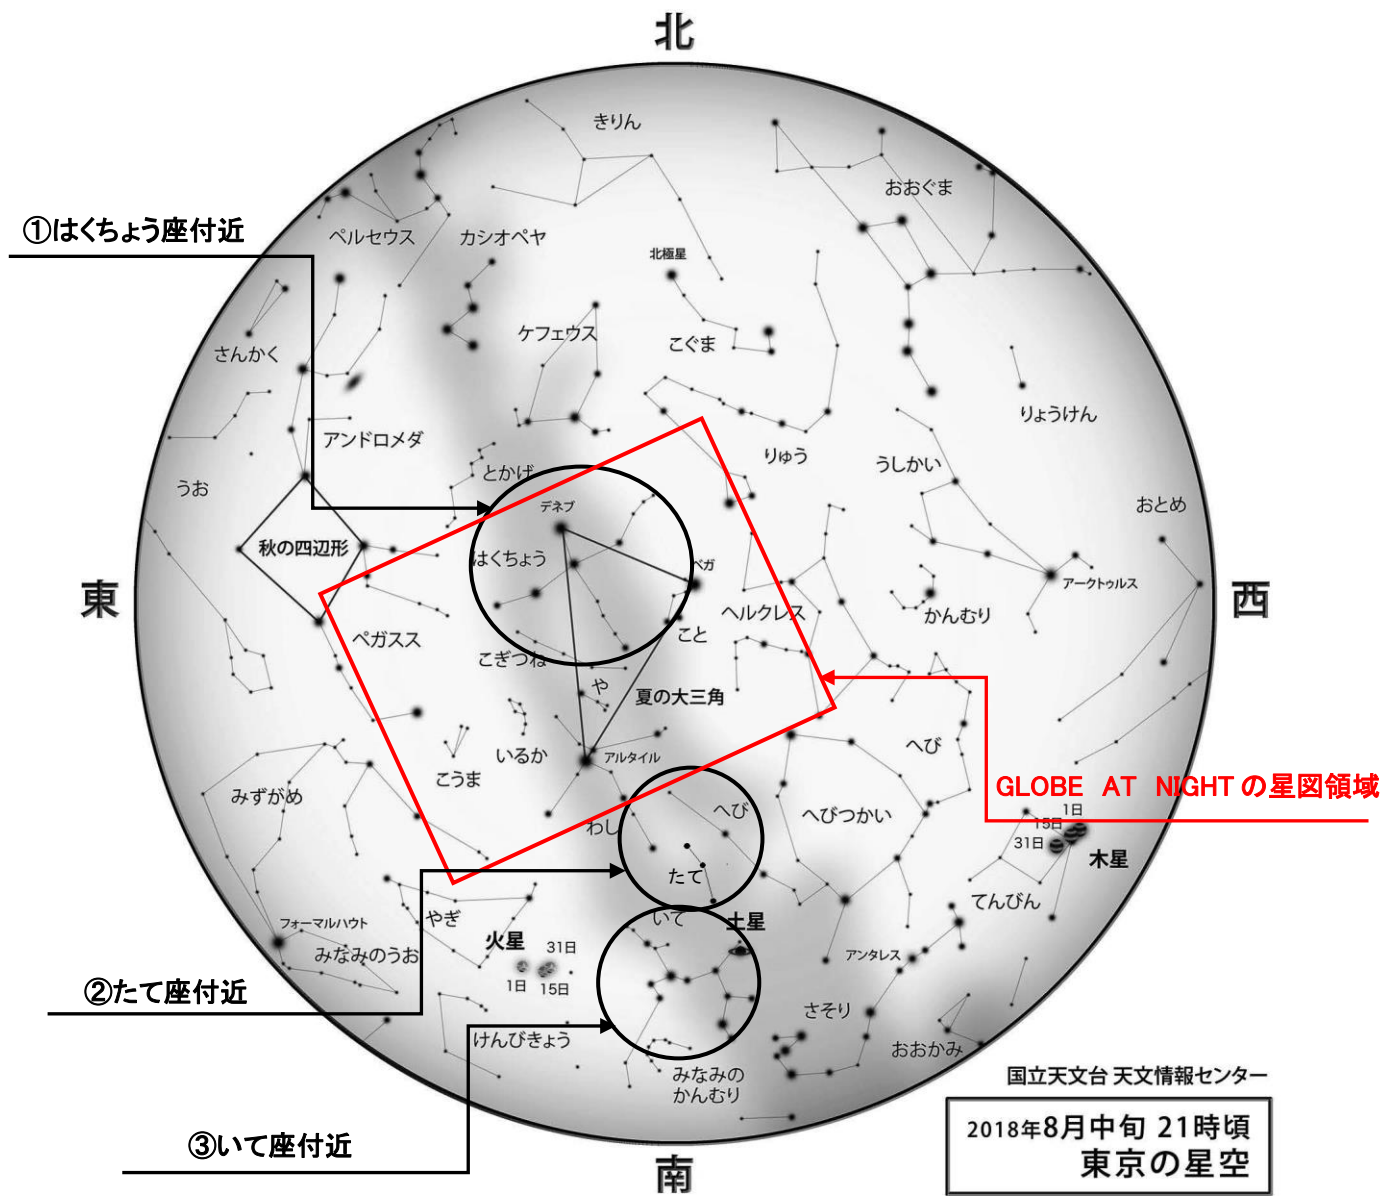 北
きりん
おおぐま
①はくちょう座付近
ペルセウス
カシオペヤ
北極星
ケフェウス
こぐま
さんかく
りょうけん
アンドロメダ
りゅう
うしかい
とかげ
うお
おとめ
デネブ
秋の四辺形
はくちょう
ベガ
アークトゥルス
東
西
ヘルクレス
かんむり
ペガスス
こと
こぎつね
や
夏の大三角
へび
いるか
アルタイル
こうま
みずがめ
GLOBE AT NIGHT の星図領域
へび
へびつかい
1日
15日
31日
木星
わし
たて
てんびん
やぎ
いて
土星
フォーマルハウト
みなみのうお
火星
31日
1日
15日
アンタレス
②たて座付近
さそり
けんびきょう
おおかみ
みなみの
かんむり
国立天文台 天文情報センター
③いて座付近
2018年8月中旬 21時頃
東京の星空
南